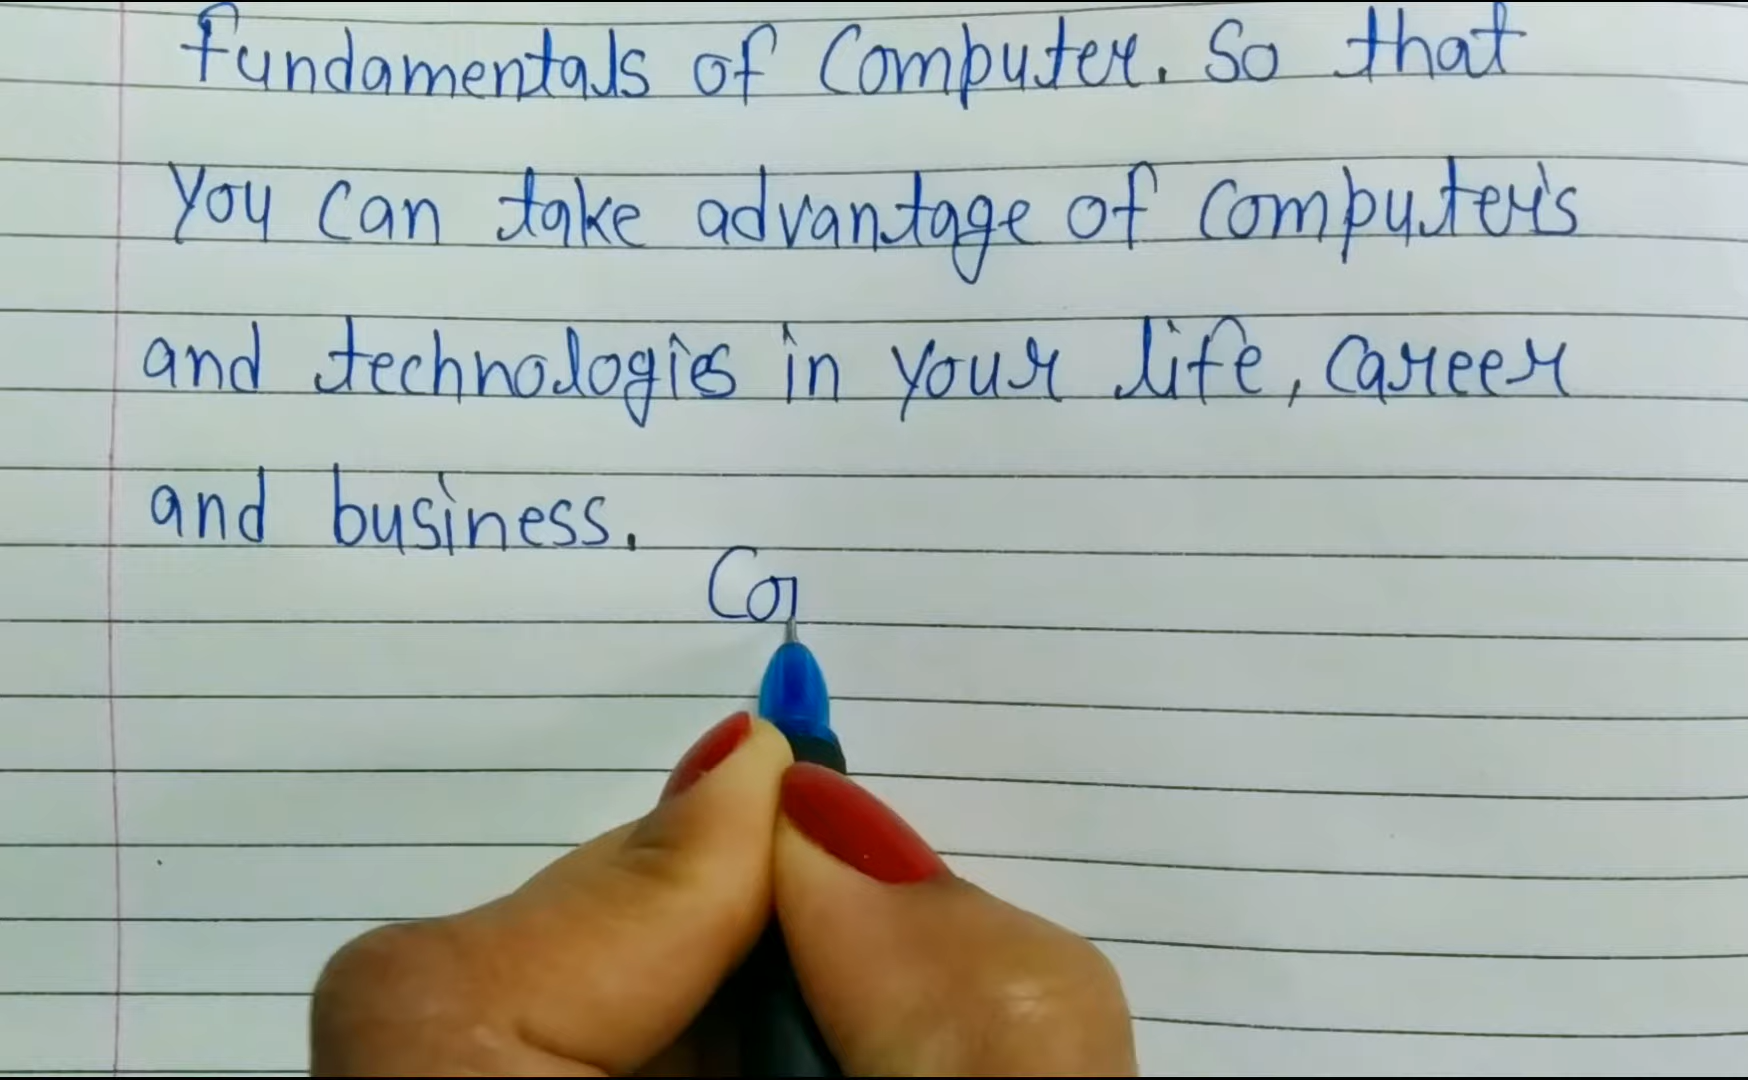 fundamentals of Computer. So that
you can take advantage of computer's
and technologies in your life, career
and business.
Co